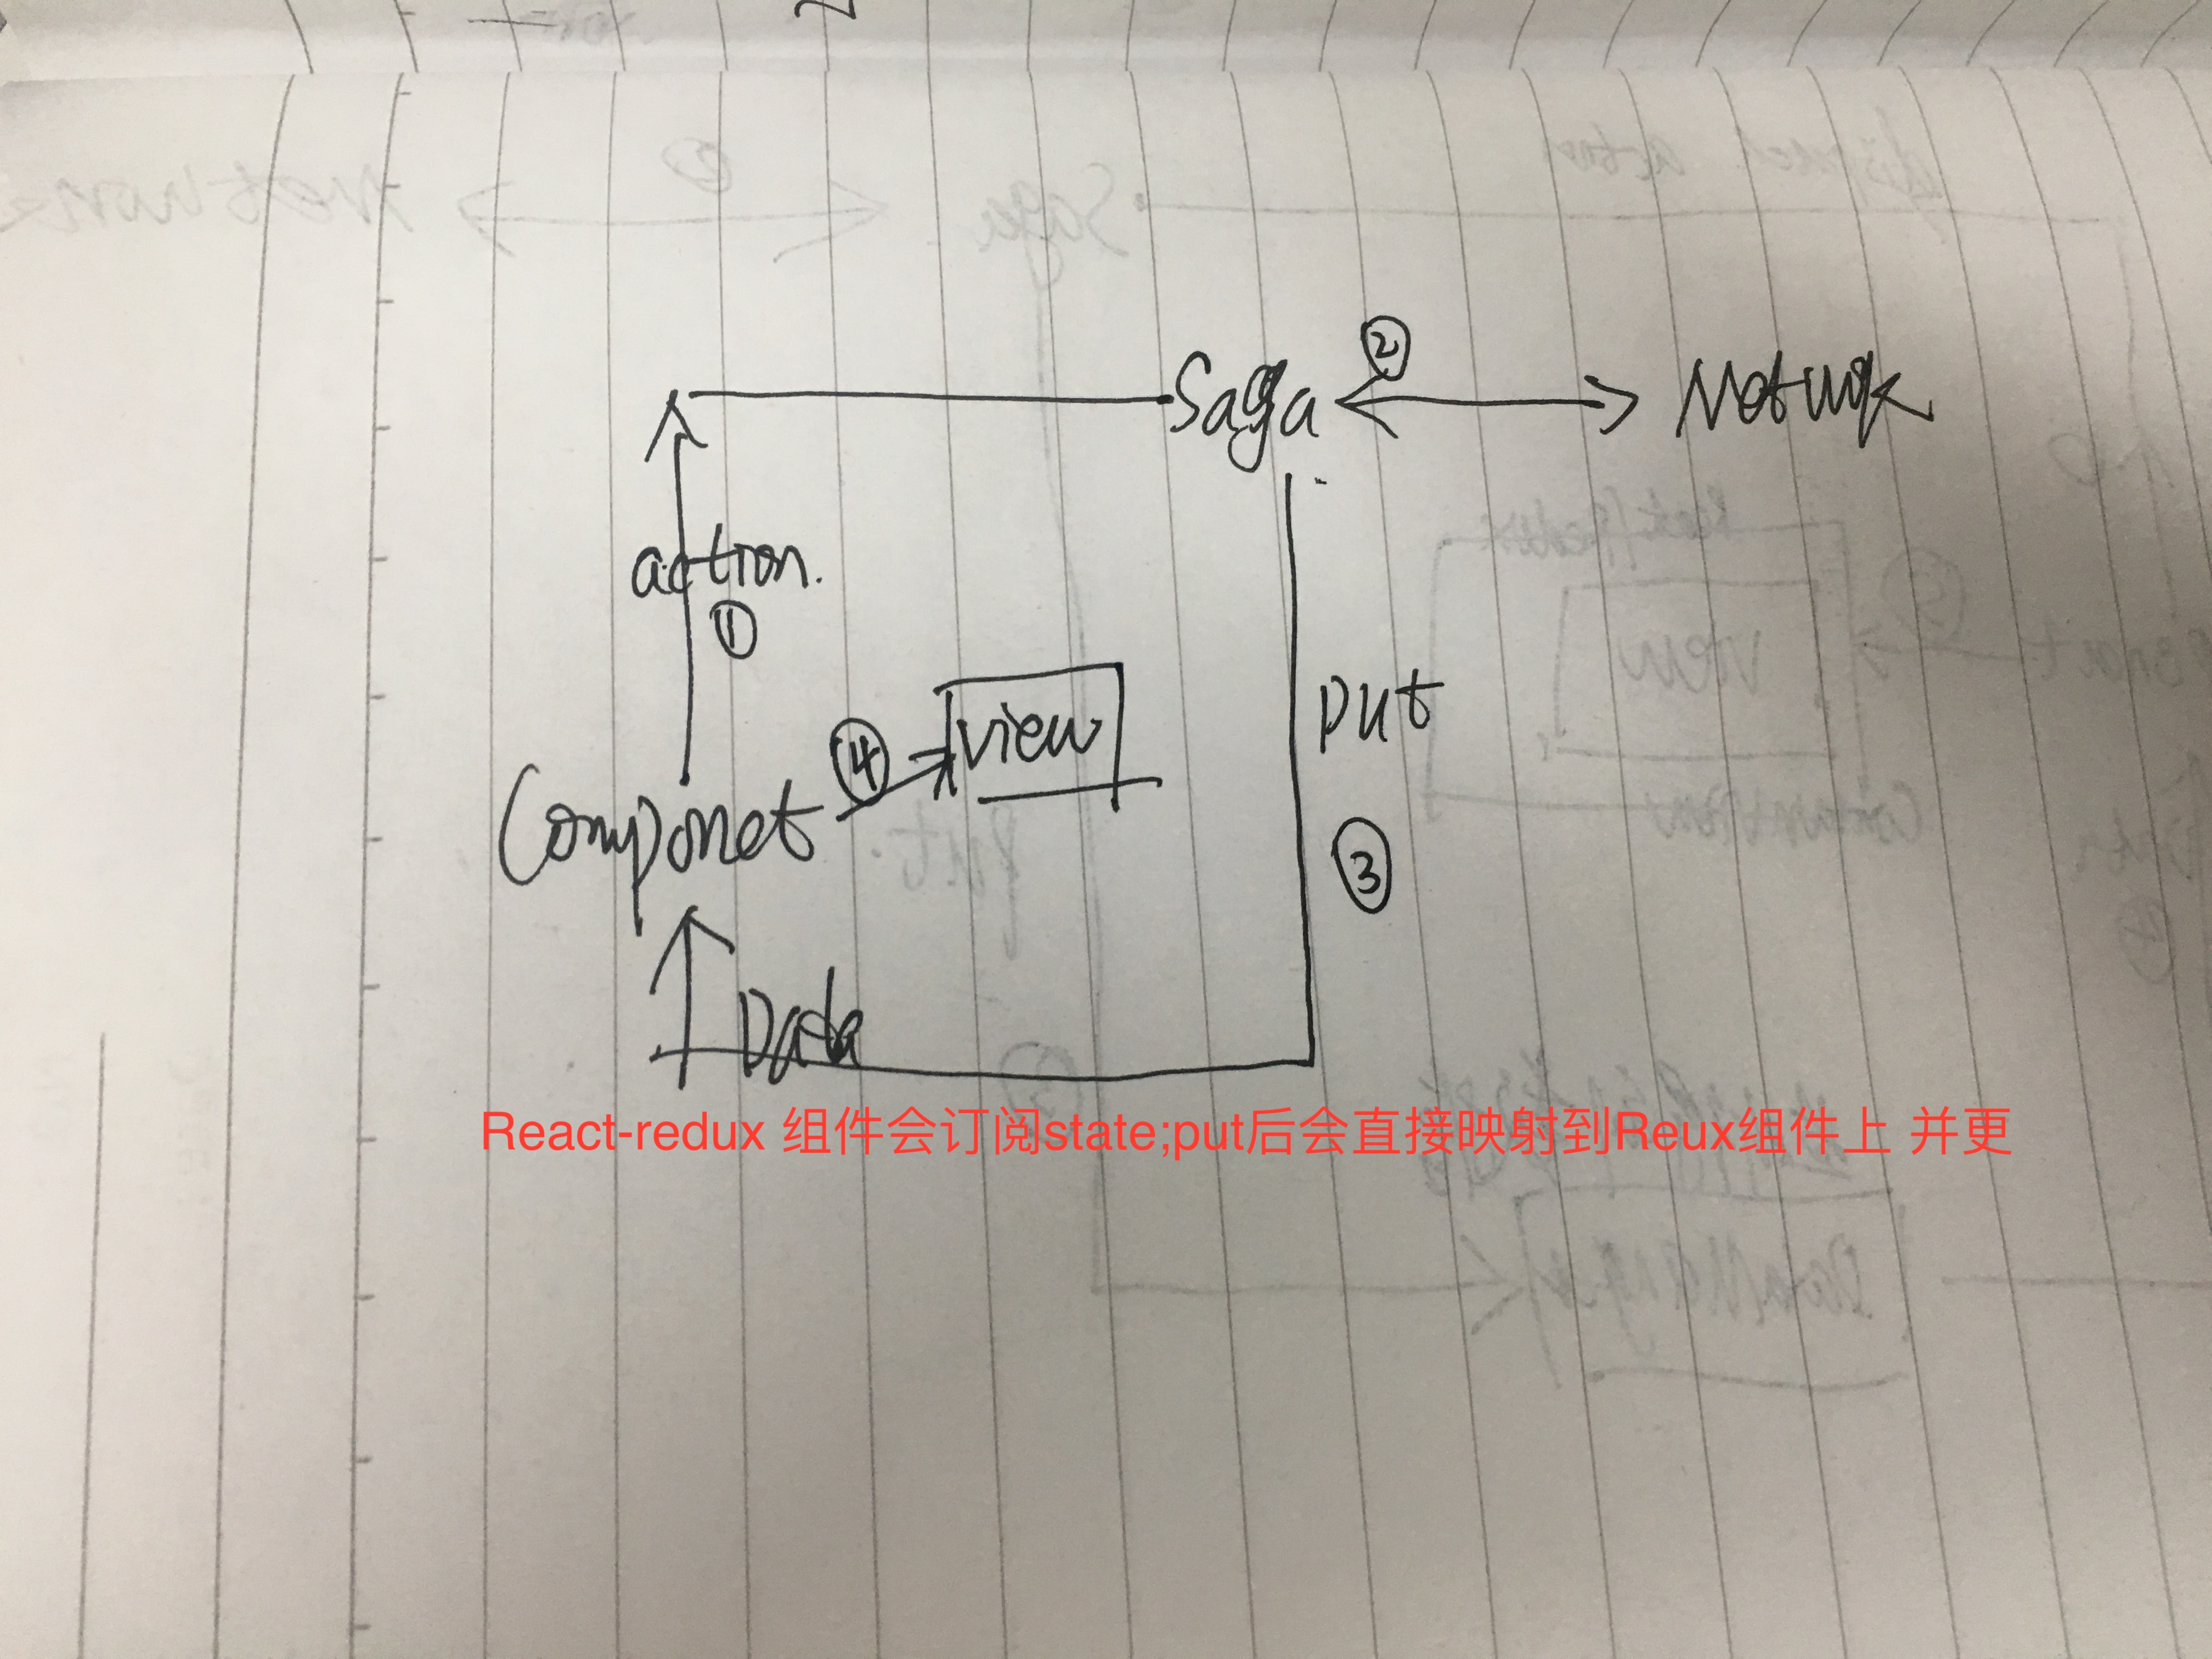 ②
Saga
Network
action.
①
view
put
④
Componet
③
Data
React-redux 组件会订阅state;put后会直接映射到Reux组件上 并更